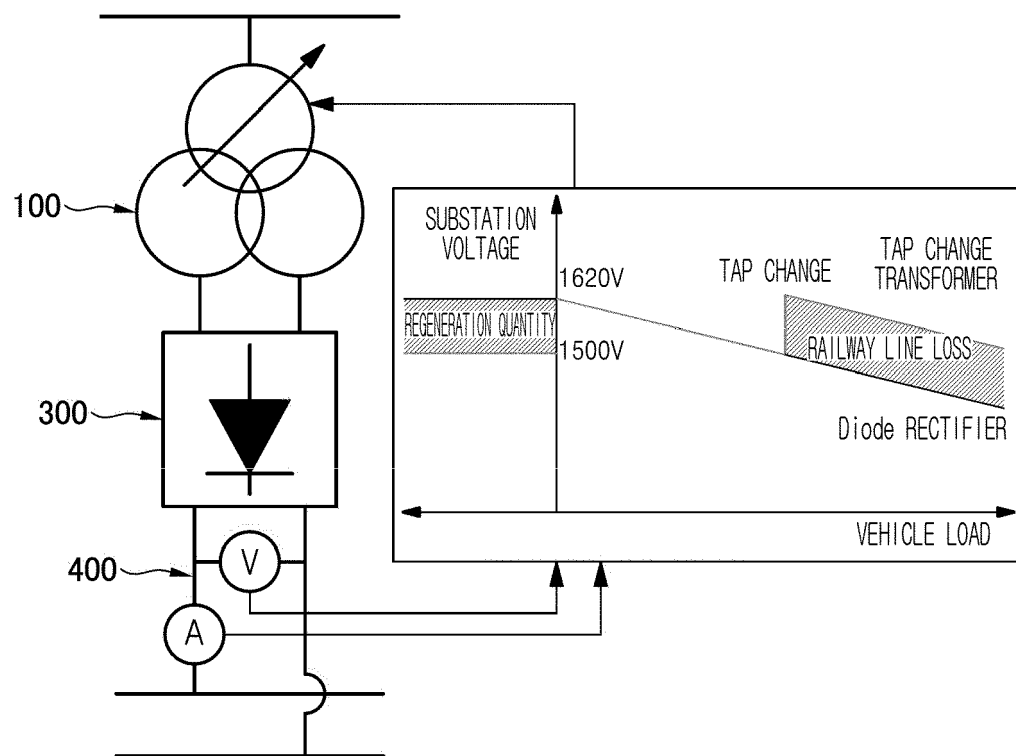 100
300
400
V
A
SUBSTATION
VOLTAGE
1620V
REGENERATION QUANTITY
1500V
TAP CHANGE
TAP CHANGE
TRANSFORMER
RAILWAY LINE LOSS
Diode RECTIFIER
VEHICLE LOAD